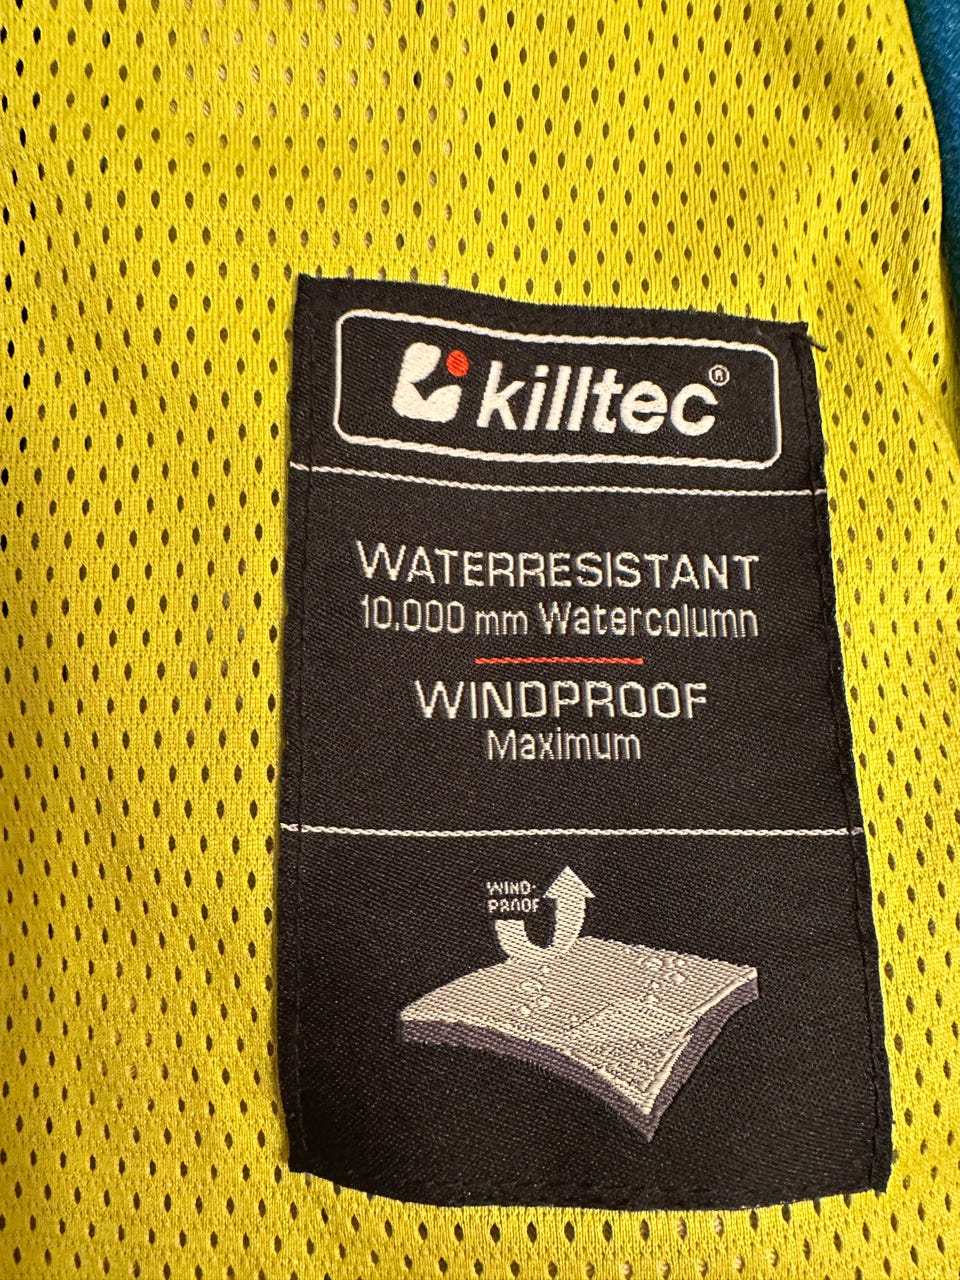 killtec®
WATERRESISTANT
10.000 mm Watercolumn
WINDPROOF
Maximum
WIND-
PROOF